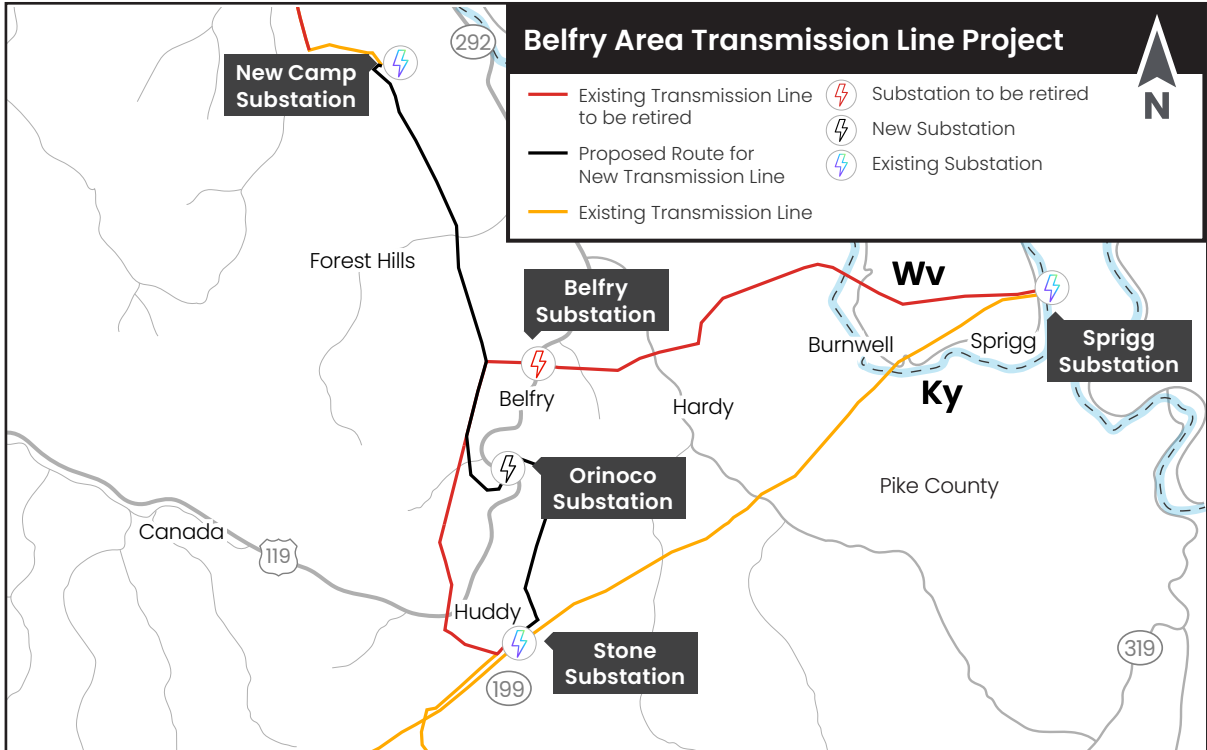 Belfry Area Transmission Line Project
N
Existing Transmission Line
to be retired
Proposed Route for
New Transmission Line
Existing Transmission Line
Substation to be retired
New Substation
Existing Substation
292
New Camp
Substation
Forest Hills
Belfry
Substation
Wv
Burnwell
Sprigg
Sprigg
Substation
Ky
Belfry
Hardy
Orinoco
Substation
Pike County
Canada
119
Huddy
Stone
Substation
199
319